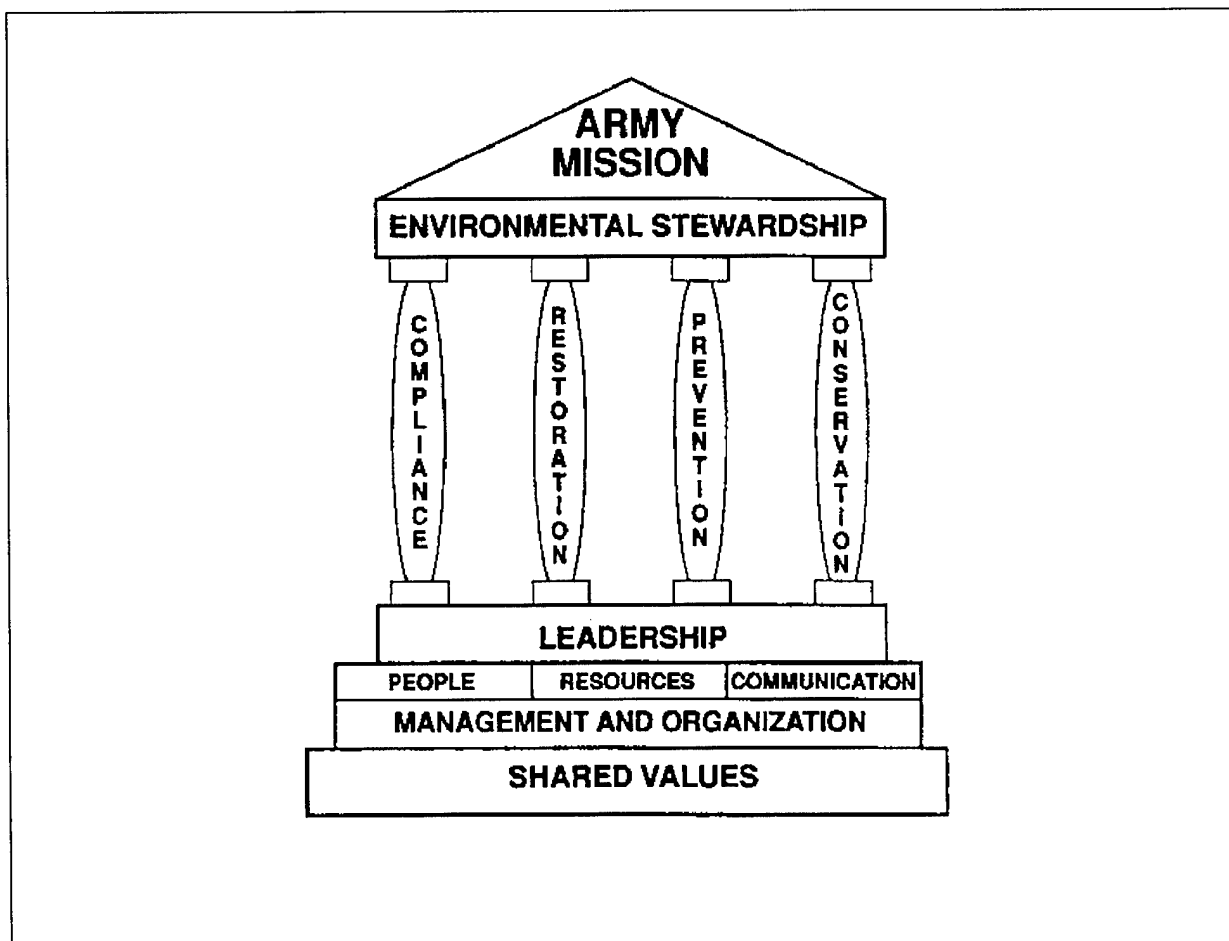 ARMY
MISSION
ENVIRONMENTAL STEWARDSHIP
COMPLIANCE
RESTORATION
PREVENTION
CONSERVATION
LEADERSHIP
PEOPLE
RESOURCES
COMMUNICATION
MANAGEMENT AND ORGANIZATION
SHARED VALUES